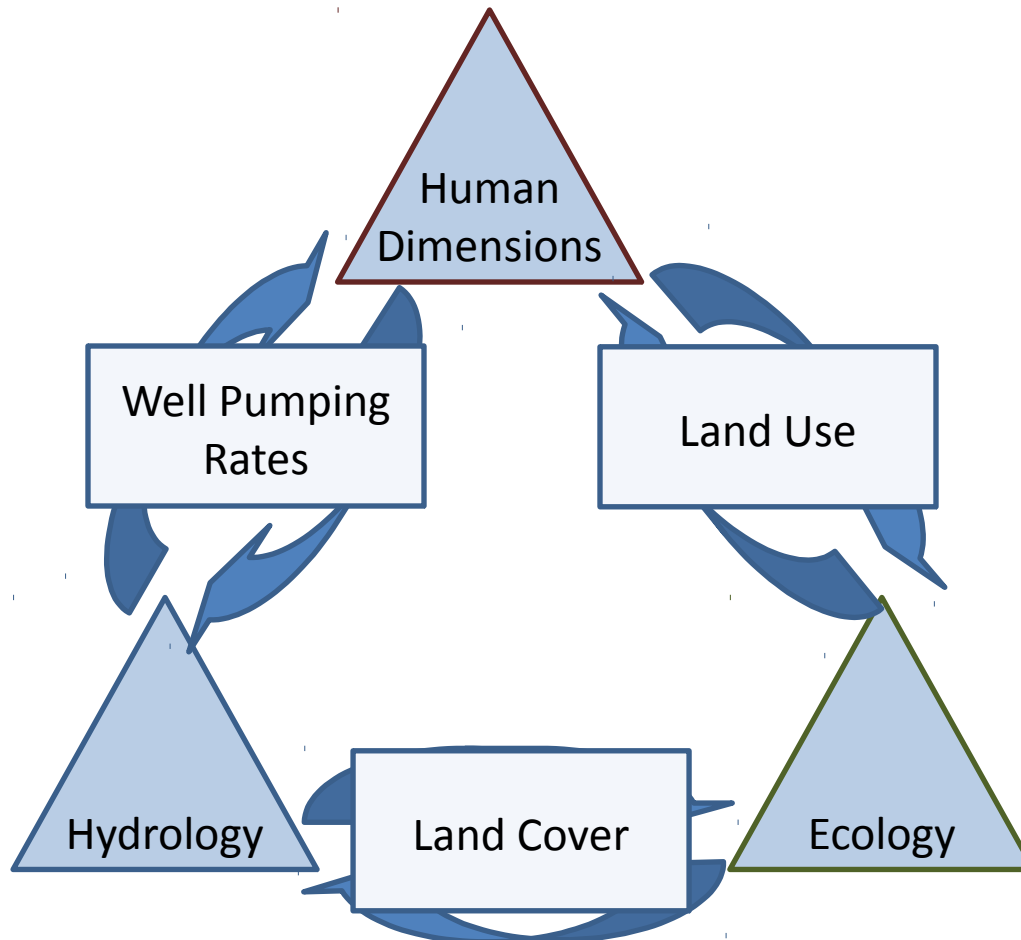 Human
Dimensions
Well Pumping
Rates
Land Use
Hydrology
Land Cover
Ecology